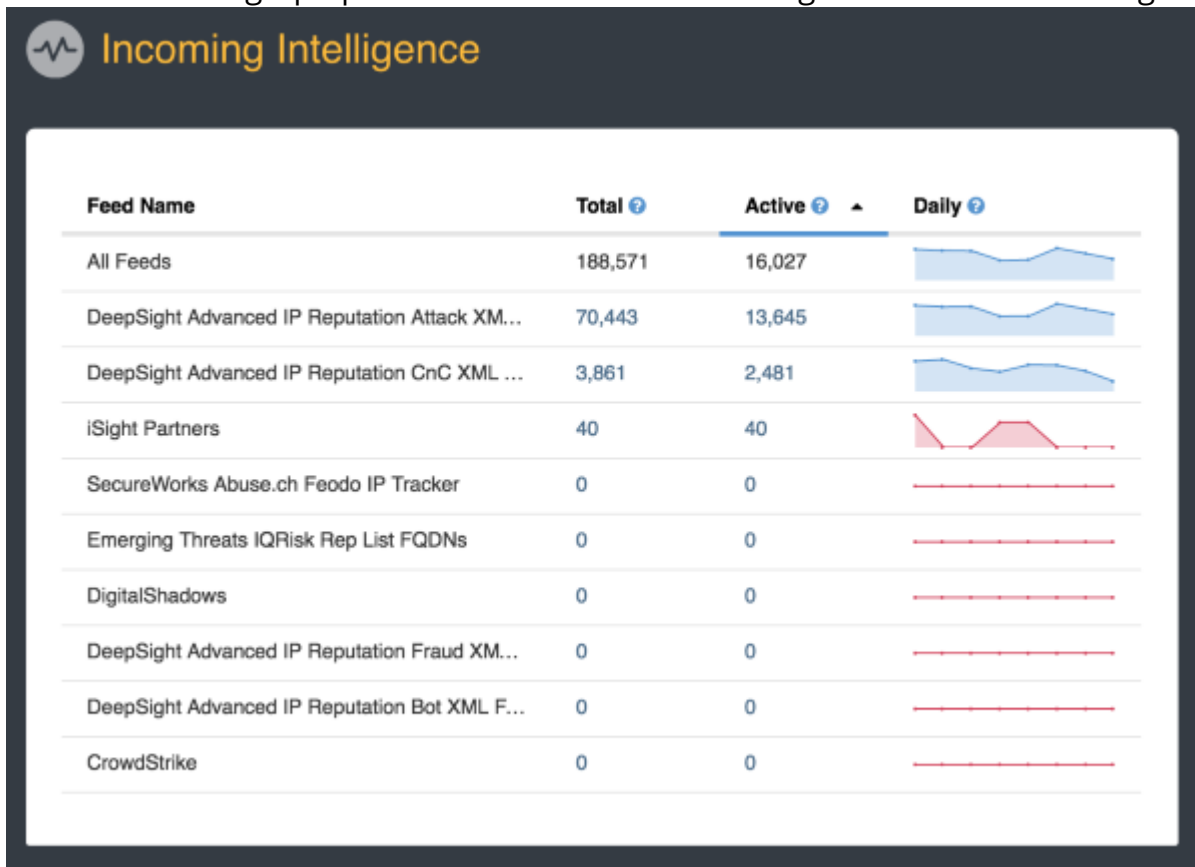 Incoming Intelligence
Feed Name Total Active Daily
All Feeds 188,571 16,027
DeepSight Advanced IP Reputation Attack XM... 70,443 13,645
DeepSight Advanced IP Reputation CnC XML ... 3,861 2,481
iSight Partners 40 40
SecureWorks Abuse.ch Feodo IP Tracker 0 0
Emerging Threats IQRisk Rep List FQDNs 0 0
DigitalShadows 0 0
DeepSight Advanced IP Reputation Fraud XM... 0 0
DeepSight Advanced IP Reputation Bot XML F... 0 0
CrowdStrike 0 0